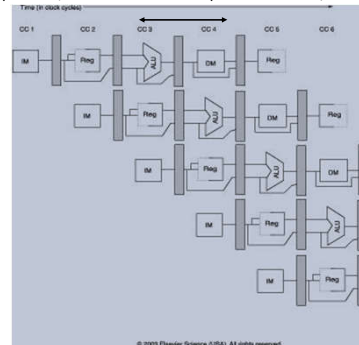 Time (in clock cycles)
CC 1 CC 2 CC 3 CC 4 CC 5 CC 6
IM Reg ALU DM Reg
IM Reg ALU DM Reg
IM Reg ALU DM
IM Reg ALU
IM Reg
© 2003 Elsevier Science (USA). All rights reserved.